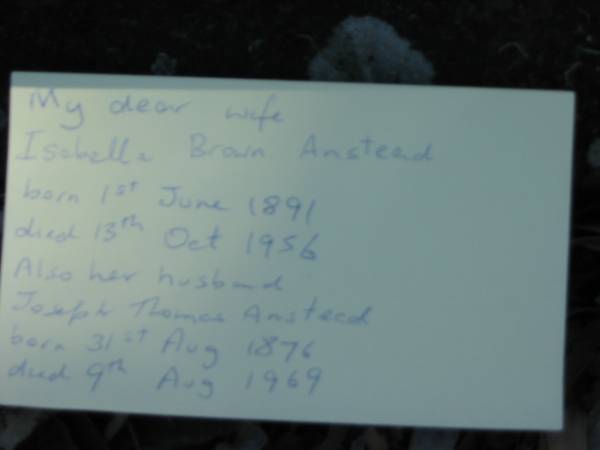 My dear wife
Isabella Brown Anstead
born 1st June 1891
died 13th Oct 1956
Also her husband
Joseph Thomas Anstead
born 31st Aug 1876
died 9th Aug 1969